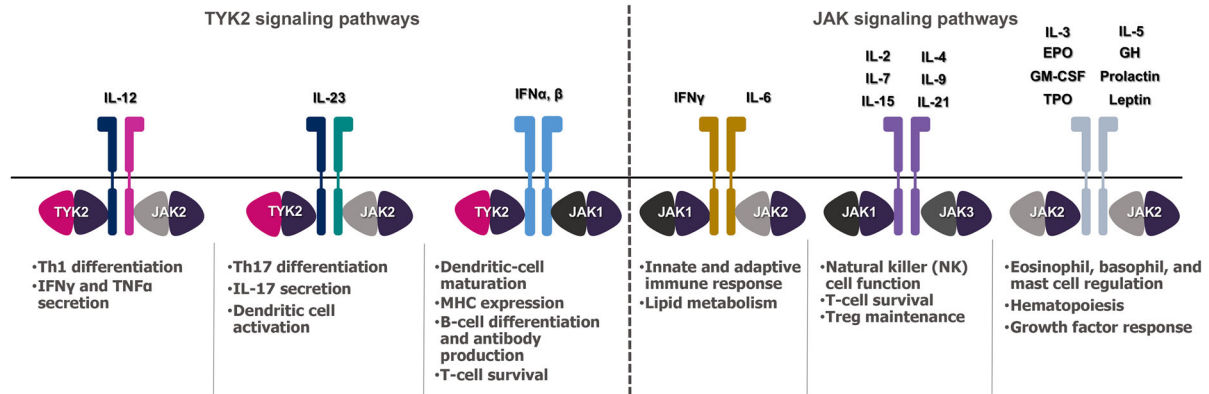 TYK2 signaling pathways
JAK signaling pathways
IL-12
IL-23
IFNα, β
IFNγ
IL-6
IL-2
IL-4
IL-7
IL-9
IL-15
IL-21
IL-3
IL-5
EPO
GH
GM-CSF
Prolactin
TPO
Leptin
TYK2
JAK2
TYK2
JAK2
TYK2
JAK1
JAK1
JAK2
JAK1
JAK3
JAK2
JAK2
•Th1 differentiation
•IFNγ and TNFα
secretion
•Th17 differentiation
•IL-17 secretion
•Dendritic cell
activation
•Dendritic-cell
maturation
•MHC expression
•B-cell differentiation
and antibody
production
•T-cell survival
•Innate and adaptive
immune response
•Lipid metabolism
•Natural killer (NK)
cell function
•T-cell survival
•Treg maintenance
•Eosinophil, basophil, and
mast cell regulation
•Hematopoiesis
•Growth factor response